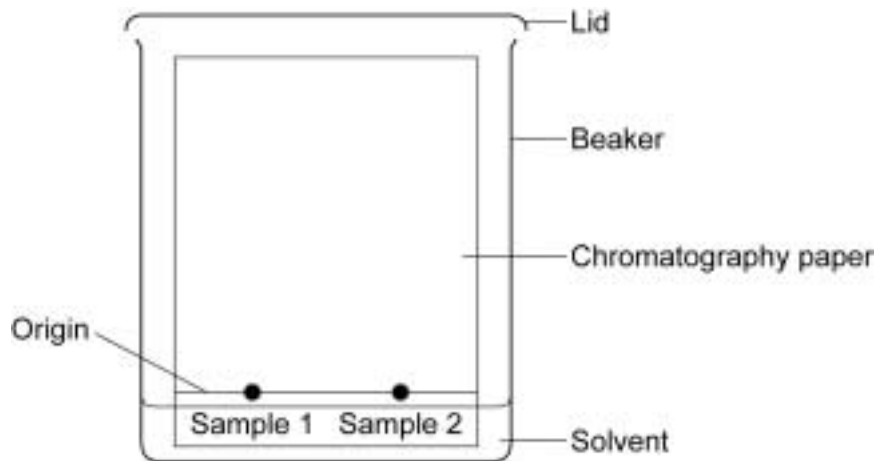 Lid
Beaker
Chromatography paper
Origin
Sample 1 Sample 2
Solvent